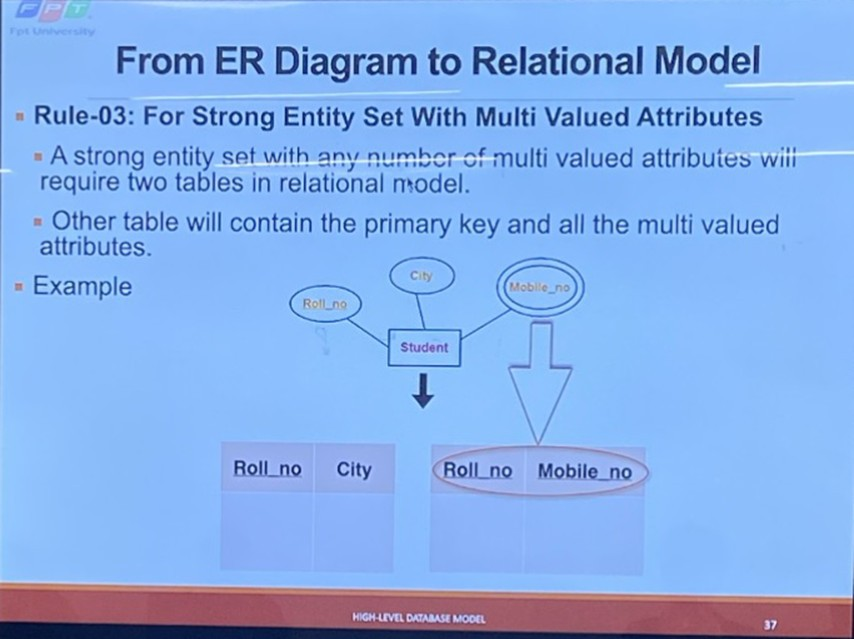 FPT
Fpt University
From ER Diagram to Relational Model
Rule-03: For Strong Entity Set With Multi Valued Attributes
A strong entity set with any number of multi valued attributes will
require two tables in relational model.
Other table will contain the primary key and all the multi valued
attributes.
Example
City
Roll_no
Mobile_no
Student
Roll_no City
Roll_no Mobile_no
HIGH-LEVEL DATABASE MODEL
37